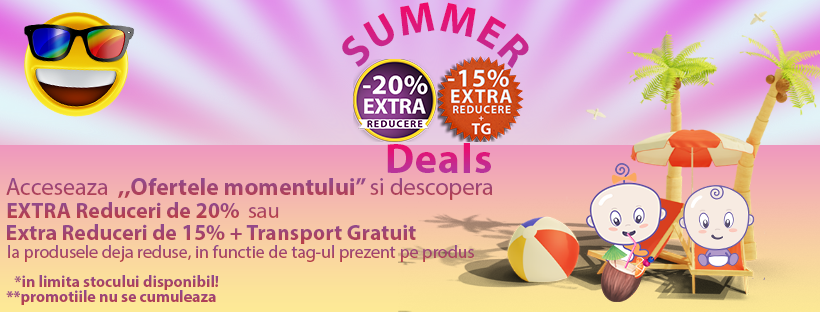 SUMMER
-20%
EXTRA
REDUCERE
-15%
EXTRA
REDUCERE
+
TG
Deals
Acceseaza ,,Ofertele momentului” si descopera
EXTRA Reduceri de 20% sau
Extra Reduceri de 15% + Transport Gratuit
la produsele deja reduse, in functie de tag-ul prezent pe produs
*in limita stocului disponibil!
**promotiile nu se cumuleaza